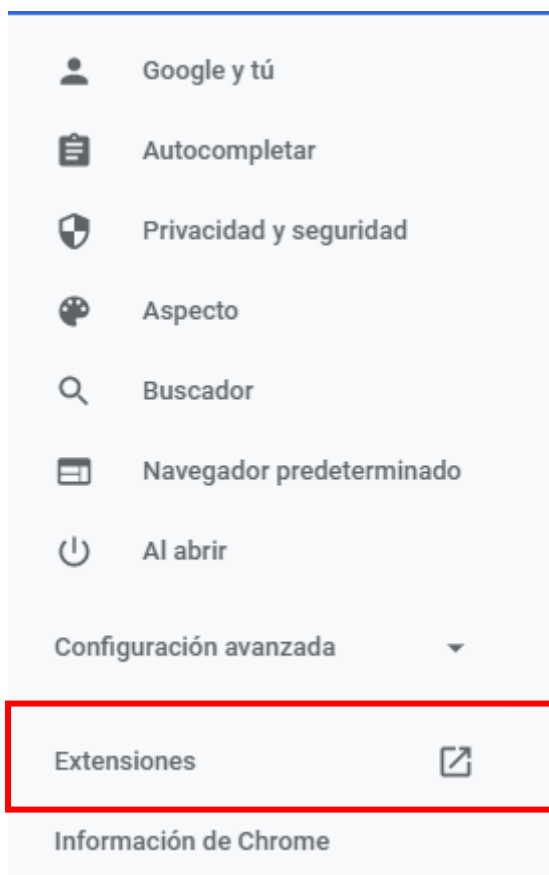 Google y tú
Autocompletar
Privacidad y seguridad
Aspecto
Buscador
Navegador predeterminado
Al abrir
Configuración avanzada
Extensiones
Información de Chrome